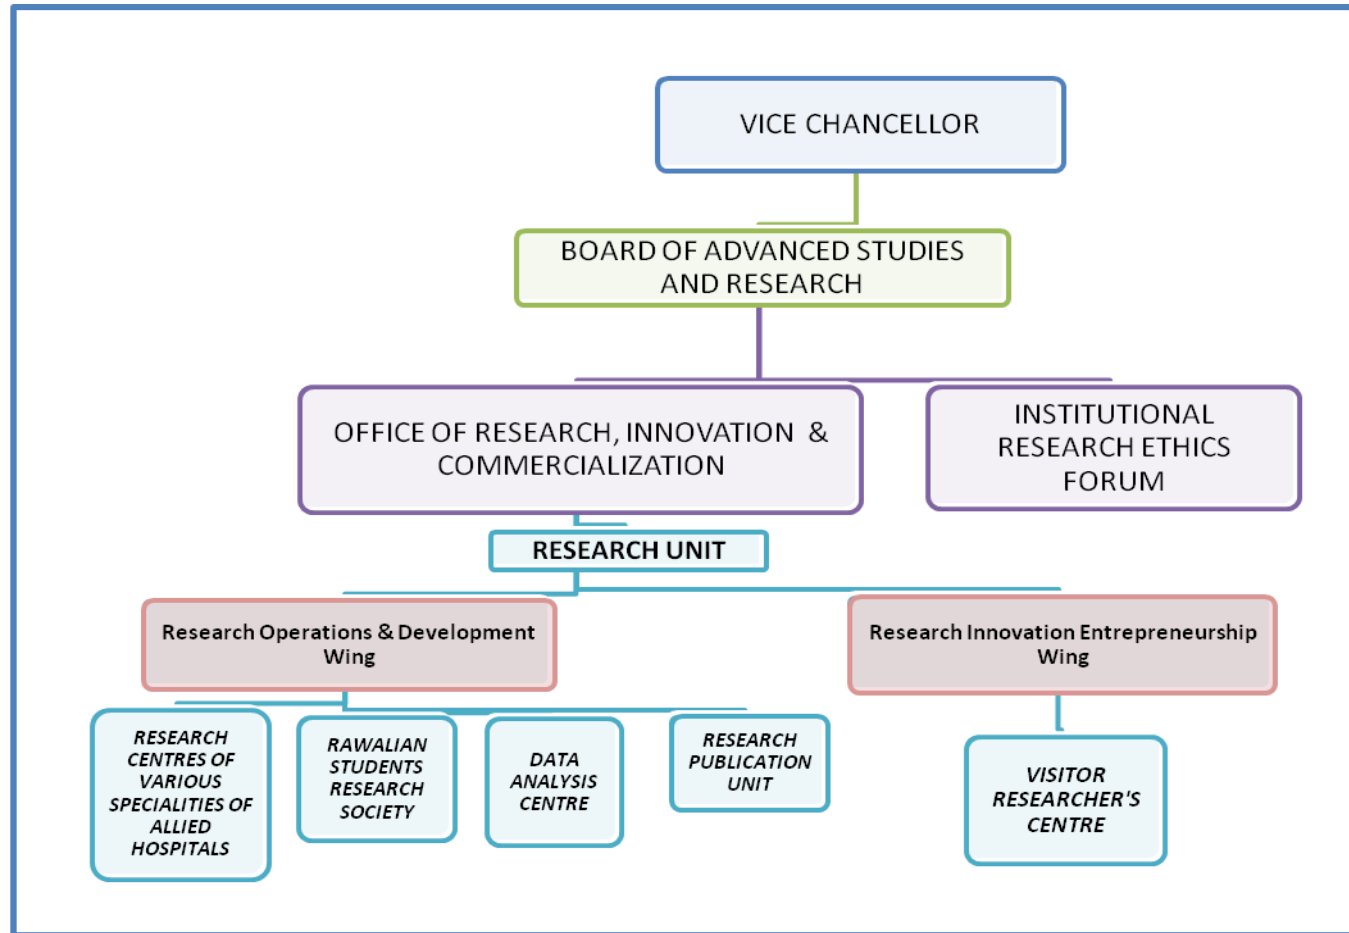 VICE CHANCELLOR
BOARD OF ADVANCED STUDIES
AND RESEARCH
OFFICE OF RESEARCH, INNOVATION &
COMMERCIALIZATION
INSTITUTIONAL
RESEARCH ETHICS
FORUM
RESEARCH UNIT
Research Operations & Development
Wing
Research Innovation Entrepreneurship
Wing
RESEARCH
CENTRES OF
VARIOUS
SPECIALITIES OF
ALLIED
HOSPITALS
RAWALIAN
STUDENTS
RESEARCH
SOCIETY
DATA
ANALYSIS
CENTRE
RESEARCH
PUBLICATION
UNIT
VISITOR
RESEARCHER'S
CENTRE